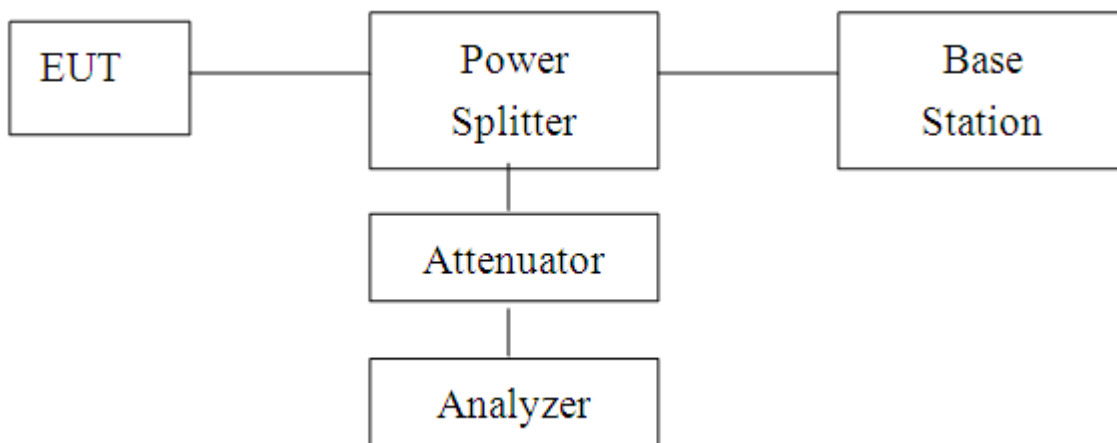 EUT
Power
Splitter
Base
Station
Attenuator
Analyzer